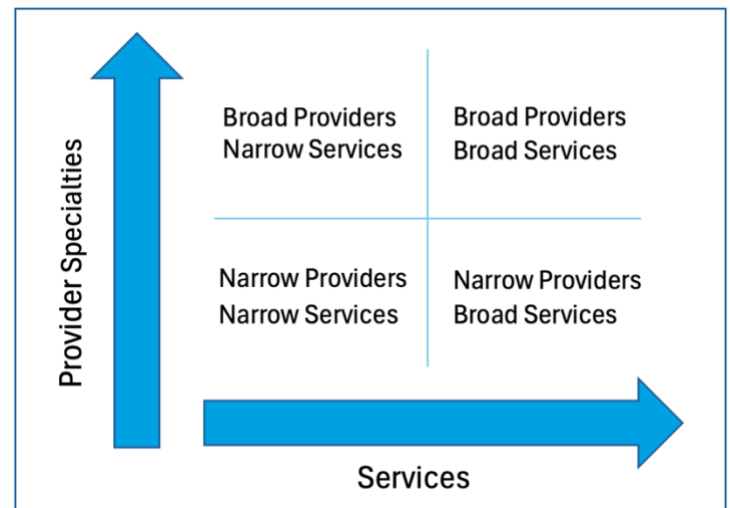 Provider Specialties
Broad Providers
Narrow Services
Broad Providers
Broad Services
Narrow Providers
Narrow Services
Narrow Providers
Broad Services
Services